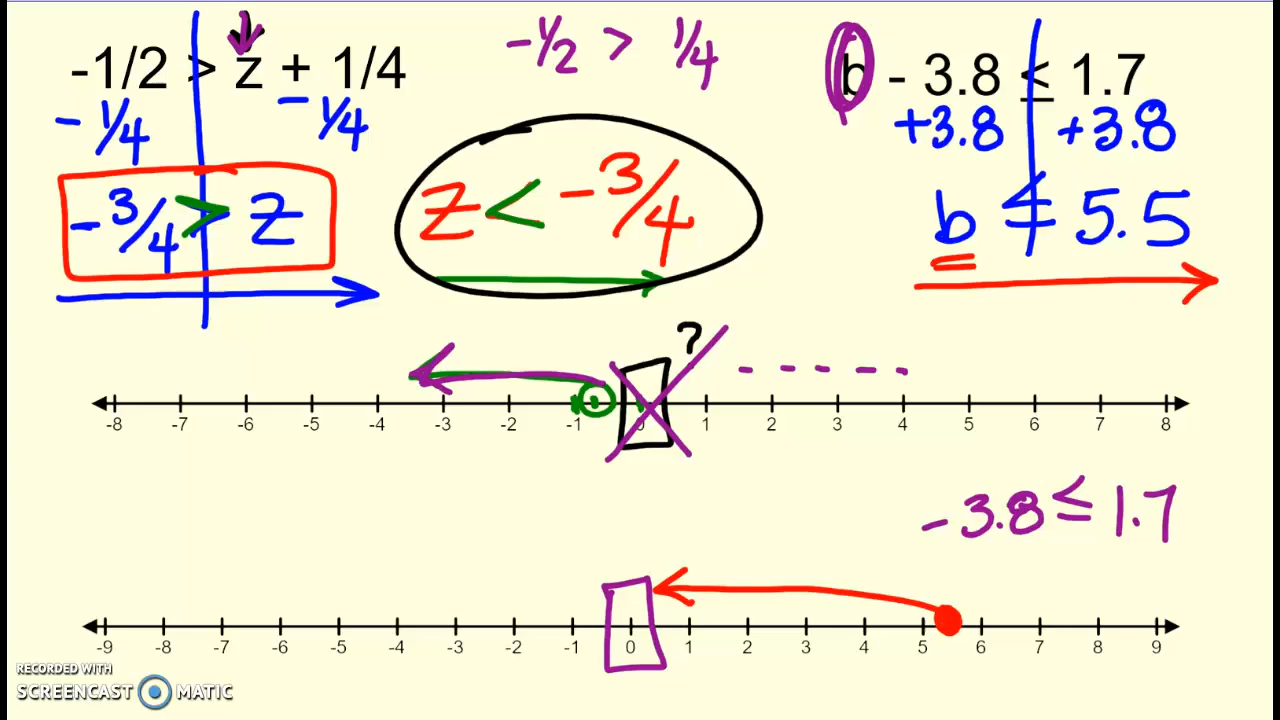 -1/2 > z + 1/4
-1/4 -1/4
-3/4 > z
z < -3/4
-1/2 > 1/4
b - 3.8 ≤ 1.7
+3.8 +3.8
b ≤ 5.5
?
-8 -7 -6 -5 -4 -3 -2 -1 0 1 2 3 4 5 6 7 8
-3.8 ≤ 1.7
-9 -8 -7 -6 -5 -4 -3 -2 -1 0 1 2 3 4 5 6 7 8 9
RECORDED WITH
SCREENCAST MATIC